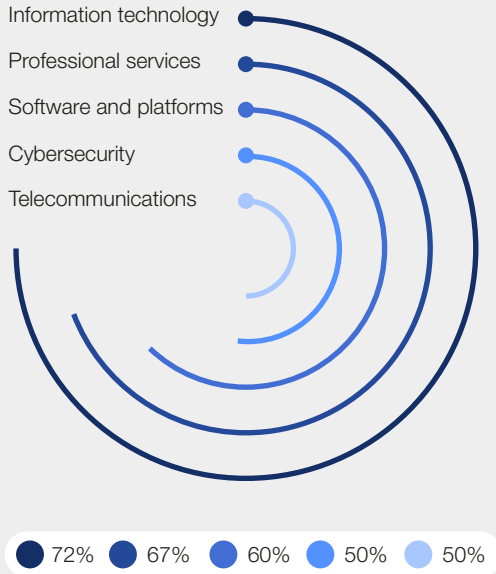 Information technology
Professional services
Software and platforms
Cybersecurity
Telecommunications
72% 67% 60% 50% 50%